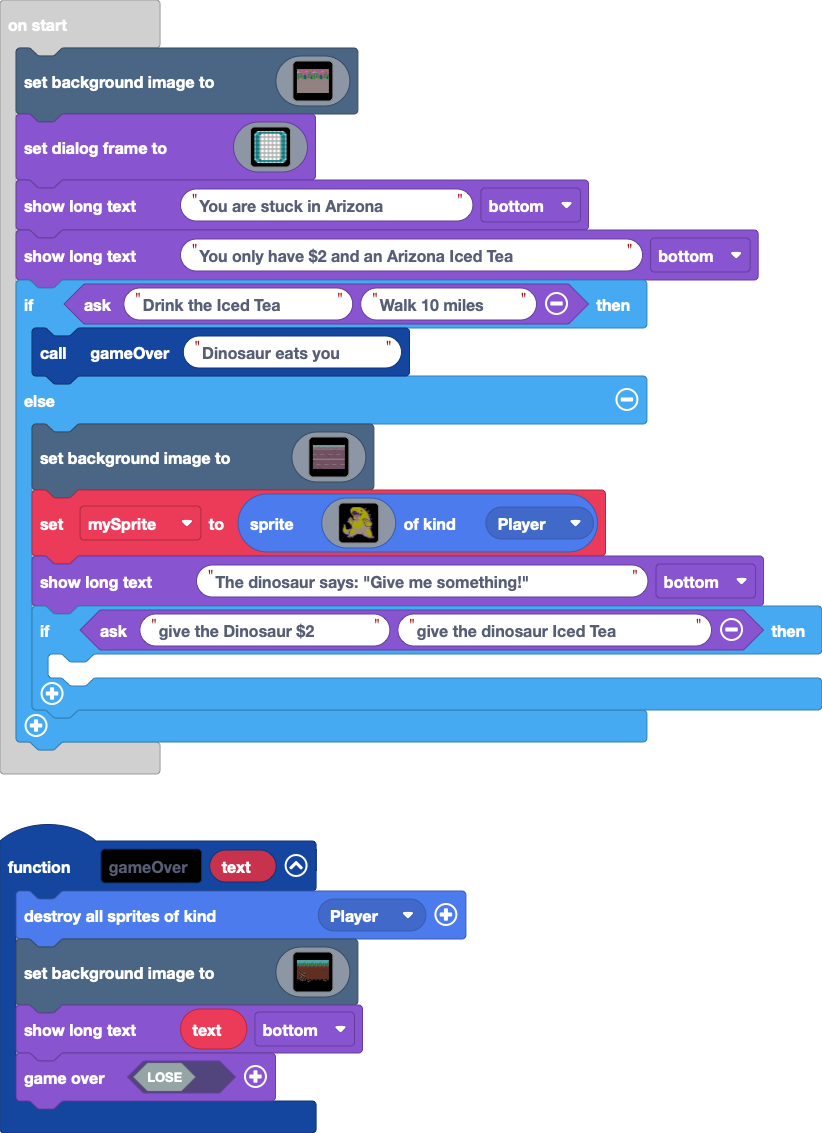 on start
set background image to
set dialog frame to
show long text "You are stuck in Arizona" bottom
show long text "You only have $2 and an Arizona Iced Tea" bottom
if ask "Drink the Iced Tea" "Walk 10 miles" then
call gameOver "Dinosaur eats you"
else
set background image to
set mySprite to sprite of kind Player
show long text "The dinosaur says: "Give me something!"" bottom
if ask "give the Dinosaur $2" "give the dinosaur Iced Tea" then
function gameOver text
destroy all sprites of kind Player
set background image to
show long text text bottom
game over LOSE